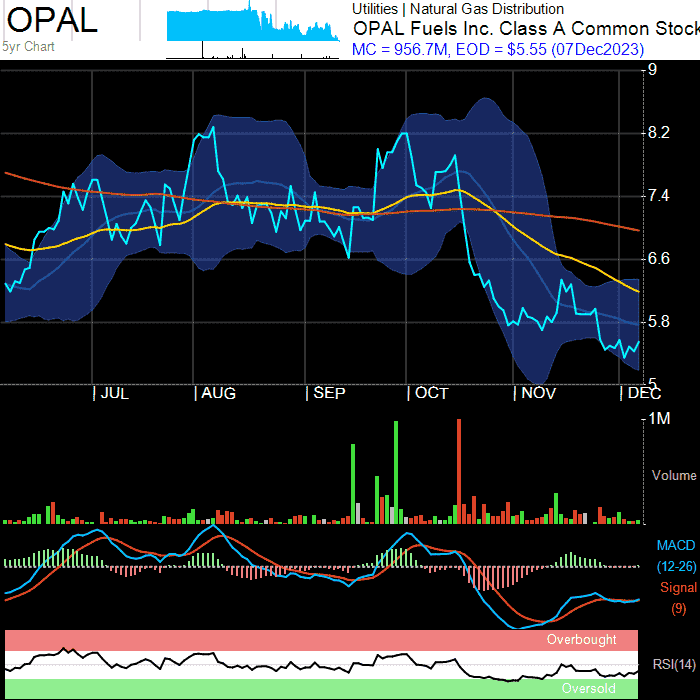 OPAL
5yr Chart
Utilities | Natural Gas Distribution
OPAL Fuels Inc. Class A Common Stock
MC = 956.7M, EOD = $5.55 (07Dec2023)
9
8.2
7.4
6.6
5.8
5
JUL
AUG
SEP
OCT
NOV
DEC
1M
Volume
MACD
(12-26)
Signal
(9)
Overbought
RSI(14)
Oversold